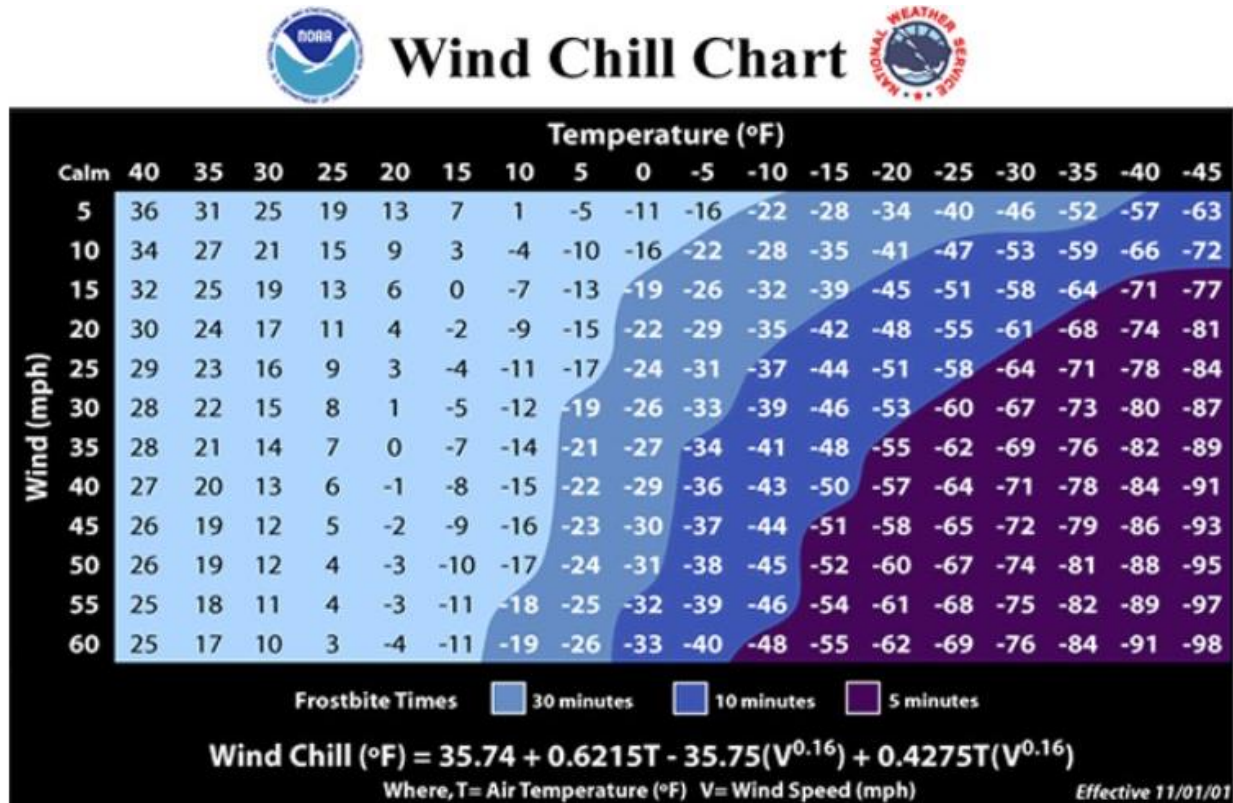 NOAA
Wind Chill Chart
NATIONAL WEATHER SERVICE
Temperature (ºF)
Calm 40 35 30 25 20 15 10 5 0 -5 -10 -15 -20 -25 -30 -35 -40 -45
5 36 31 25 19 13 7 1 -5 -11 -16 -22 -28 -34 -40 -46 -52 -57 -63
10 34 27 21 15 9 3 -4 -10 -16 -22 -28 -35 -41 -47 -53 -59 -66 -72
15 32 25 19 13 6 0 -7 -13 -19 -26 -32 -39 -45 -51 -58 -64 -71 -77
20 30 24 17 11 4 -2 -9 -15 -22 -29 -35 -42 -48 -55 -61 -68 -74 -81
25 29 23 16 9 3 -4 -11 -17 -24 -31 -37 -44 -51 -58 -64 -71 -78 -84
30 28 22 15 8 1 -5 -12 -19 -26 -33 -39 -46 -53 -60 -67 -73 -80 -87
35 28 21 14 7 0 -7 -14 -21 -27 -34 -41 -48 -55 -62 -69 -76 -82 -89
40 27 20 13 6 -1 -8 -15 -22 -29 -36 -43 -50 -57 -64 -71 -78 -84 -91
45 26 19 12 5 -2 -9 -16 -23 -30 -37 -44 -51 -58 -65 -72 -79 -86 -93
50 26 19 12 4 -3 -10 -17 -24 -31 -38 -45 -52 -60 -67 -74 -81 -88 -95
55 25 18 11 4 -3 -11 -18 -25 -32 -39 -46 -54 -61 -68 -75 -82 -89 -97
60 25 17 10 3 -4 -11 -19 -26 -33 -40 -48 -55 -62 -69 -76 -84 -91 -98
Wind (mph)
Frostbite Times 30 minutes 10 minutes 5 minutes
Wind Chill (ºF) = 35.74 + 0.6215T - 35.75(V^0.16) + 0.4275T(V^0.16)
Where, T= Air Temperature (ºF) V= Wind Speed (mph)
Effective 11/01/01